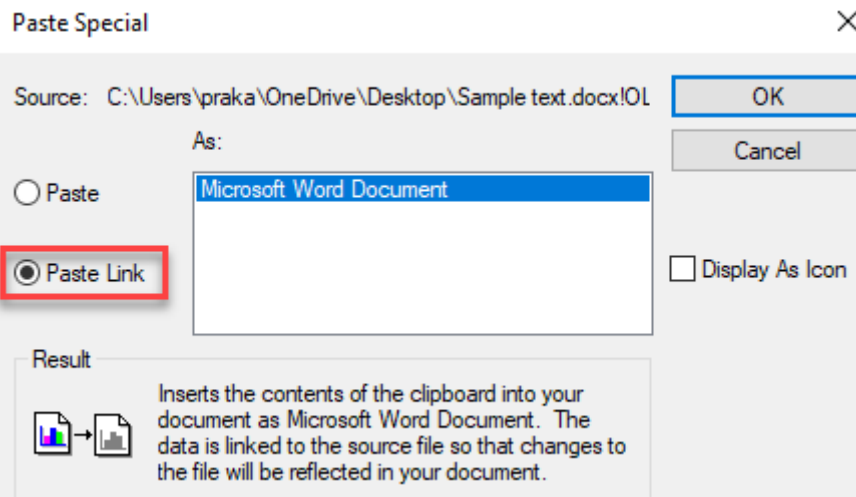 Paste Special
Source: C:\Users\praka\OneDrive\Desktop\Sample text.docx!OL
OK
As:
Cancel
Paste
Microsoft Word Document
Paste Link
Display As Icon
Result
Inserts the contents of the clipboard into your
document as Microsoft Word Document. The
data is linked to the source file so that changes to
the file will be reflected in your document.